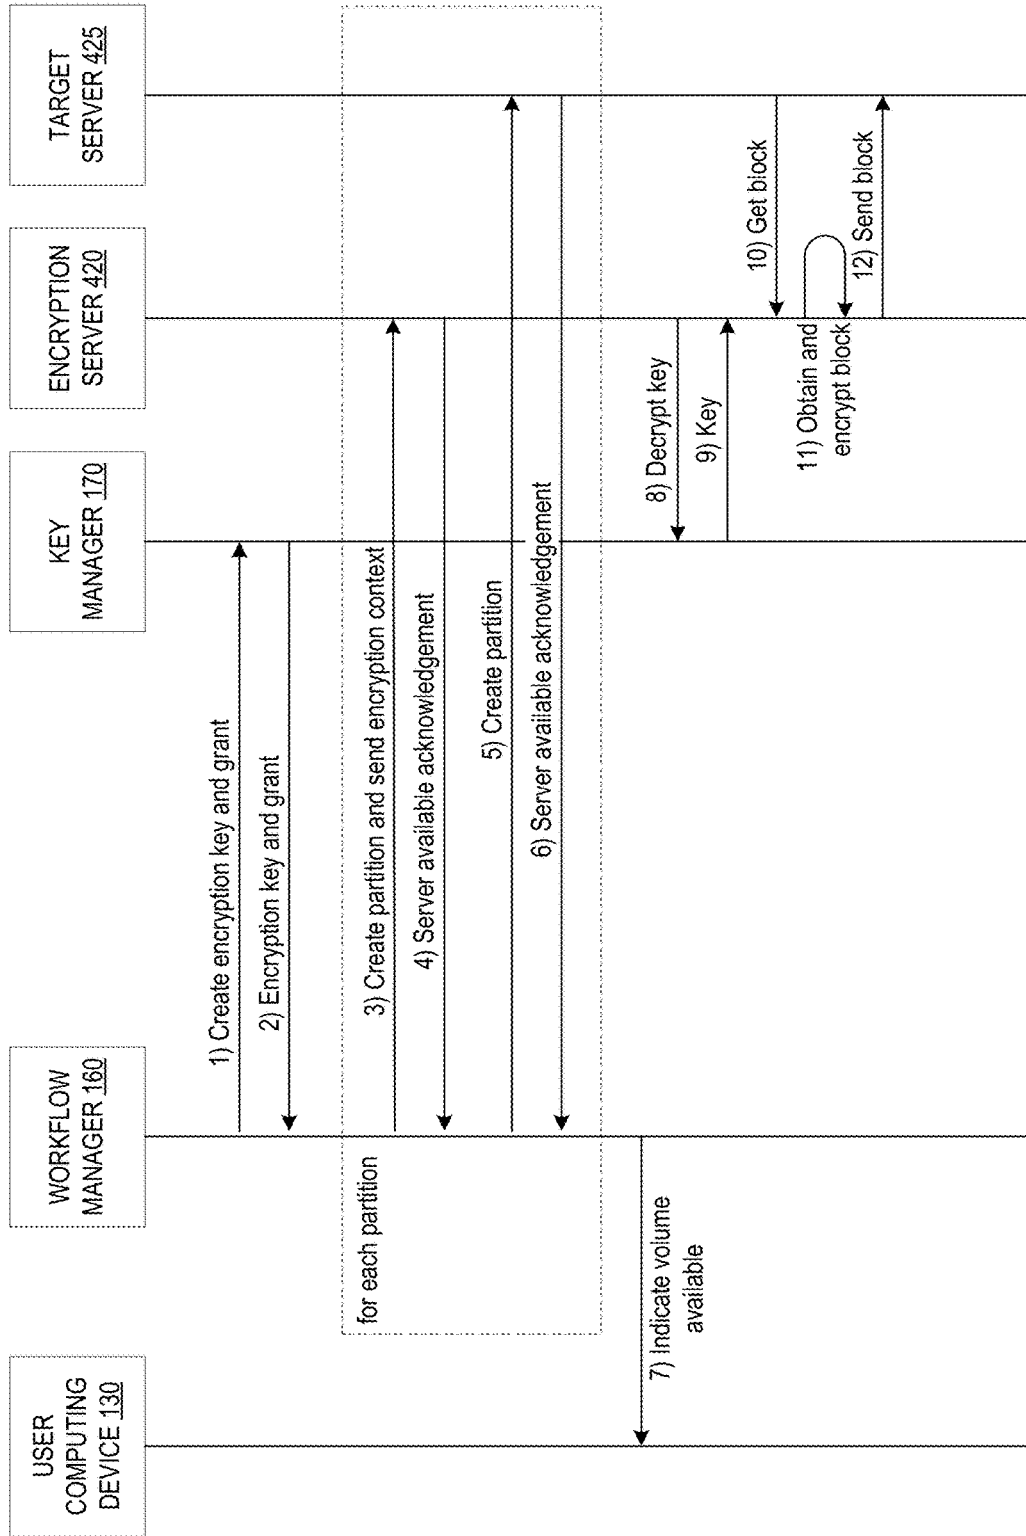 USER
COMPUTING
DEVICE 130
WORKFLOW
MANAGER 160
KEY
MANAGER 170
ENCRYPTION
SERVER 420
TARGET
SERVER 425
1) Create encryption key and grant
2) Encryption key and grant
for each partition
3) Create partition and send encryption context
4) Server available acknowledgement
5) Create partition
6) Server available acknowledgement
7) Indicate volume
available
8) Decrypt key
9) Key
10) Get block
11) Obtain and
encrypt block
12) Send block